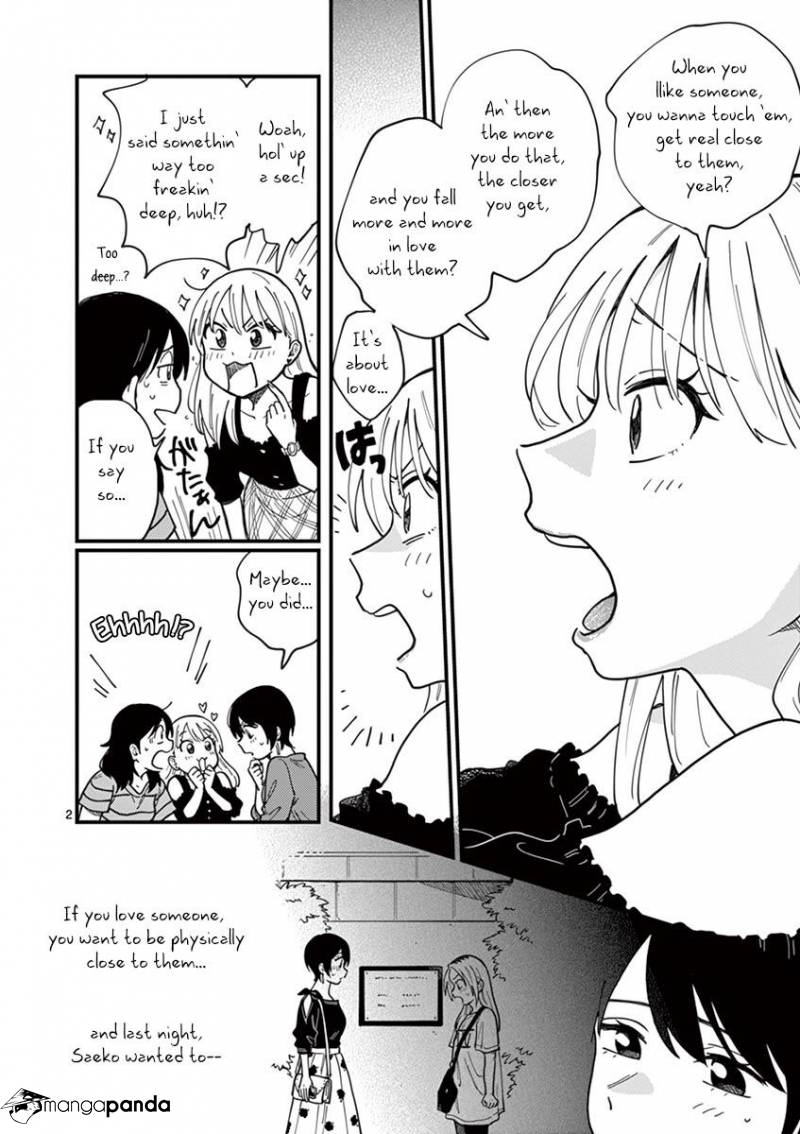 When you
llike someone,
you wanna touch 'em,
get real close
to them,
yeah?
An' then
the more
you do that,
the closer
you get,
and you fall
more and more
in love
with them?
It's
about
love...
はっ
Woah,
hol' up
a sec!
I just
said somethin'
way too
freakin'
deep, huh!?
Too
deep...?
If you
say
so...
がたぁん
Maybe...
you did...
Ehhhh!?
2
If you love someone,
you want to be physically
close to them...
and last night,
Saeko wanted to--
mangapanda